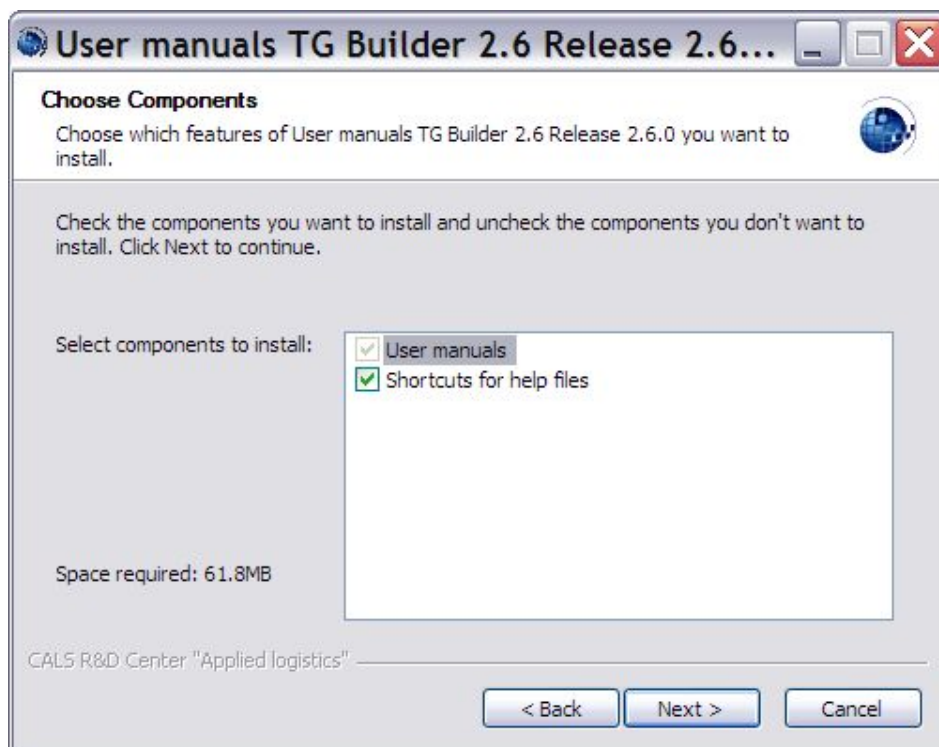 User manuals TG Builder 2.6 Release 2.6...
Choose Components
Choose which features of User manuals TG Builder 2.6 Release 2.6.0 you want to
install.
Check the components you want to install and uncheck the components you don't want to
install. Click Next to continue.
Select components to install:
User manuals
Shortcuts for help files
Space required: 61.8MB
CALS R&D Center "Applied logistics"
< Back
Next >
Cancel